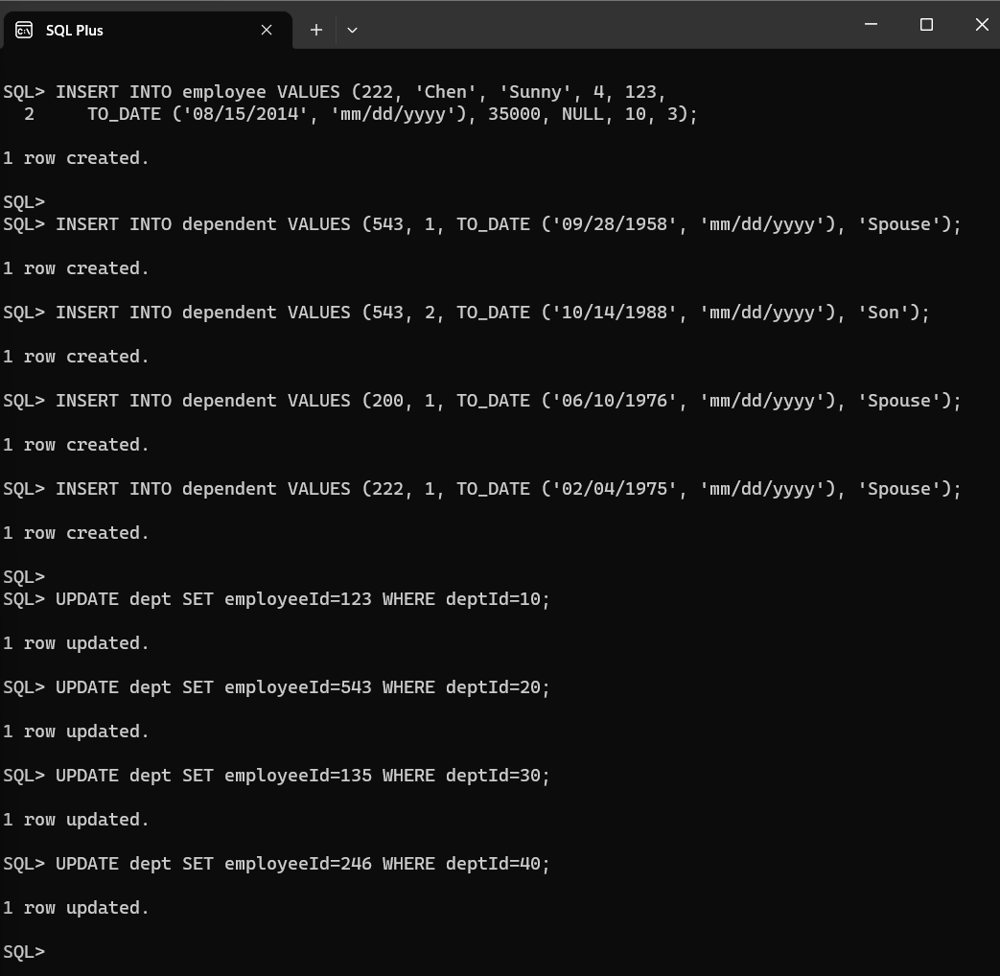 SQL Plus
SQL> INSERT INTO employee VALUES (222, 'Chen', 'Sunny', 4, 123,
  2     TO_DATE ('08/15/2014', 'mm/dd/yyyy'), 35000, NULL, 10, 3);
1 row created.
SQL>
SQL> INSERT INTO dependent VALUES (543, 1, TO_DATE ('09/28/1958', 'mm/dd/yyyy'), 'Spouse');
1 row created.
SQL> INSERT INTO dependent VALUES (543, 2, TO_DATE ('10/14/1988', 'mm/dd/yyyy'), 'Son');
1 row created.
SQL> INSERT INTO dependent VALUES (200, 1, TO_DATE ('06/10/1976', 'mm/dd/yyyy'), 'Spouse');
1 row created.
SQL> INSERT INTO dependent VALUES (222, 1, TO_DATE ('02/04/1975', 'mm/dd/yyyy'), 'Spouse');
1 row created.
SQL>
SQL> UPDATE dept SET employeeId=123 WHERE deptId=10;
1 row updated.
SQL> UPDATE dept SET employeeId=543 WHERE deptId=20;
1 row updated.
SQL> UPDATE dept SET employeeId=135 WHERE deptId=30;
1 row updated.
SQL> UPDATE dept SET employeeId=246 WHERE deptId=40;
1 row updated.
SQL>